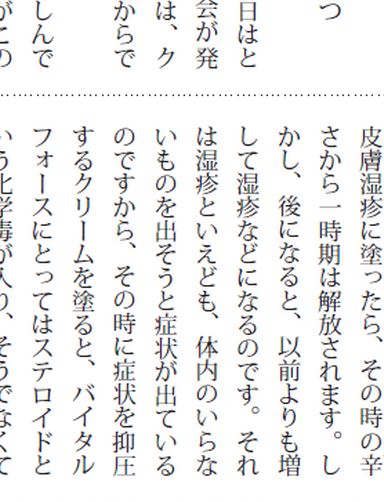 つ
日はと
会が発
は、ク
からで
しんで
がこの
皮膚湿疹に塗ったら、その時の辛
さから一時期は解放されます。し
かし、後になると、以前よりも増
して湿疹などになるのです。それ
は湿疹といえども、体内のいらな
いものを出そうと症状が出ている
のですから、その時に症状を抑圧
するクリームを塗ると、バイタル
フォースにとってはステロイドと
いう化学毒が入り、そうでなくて